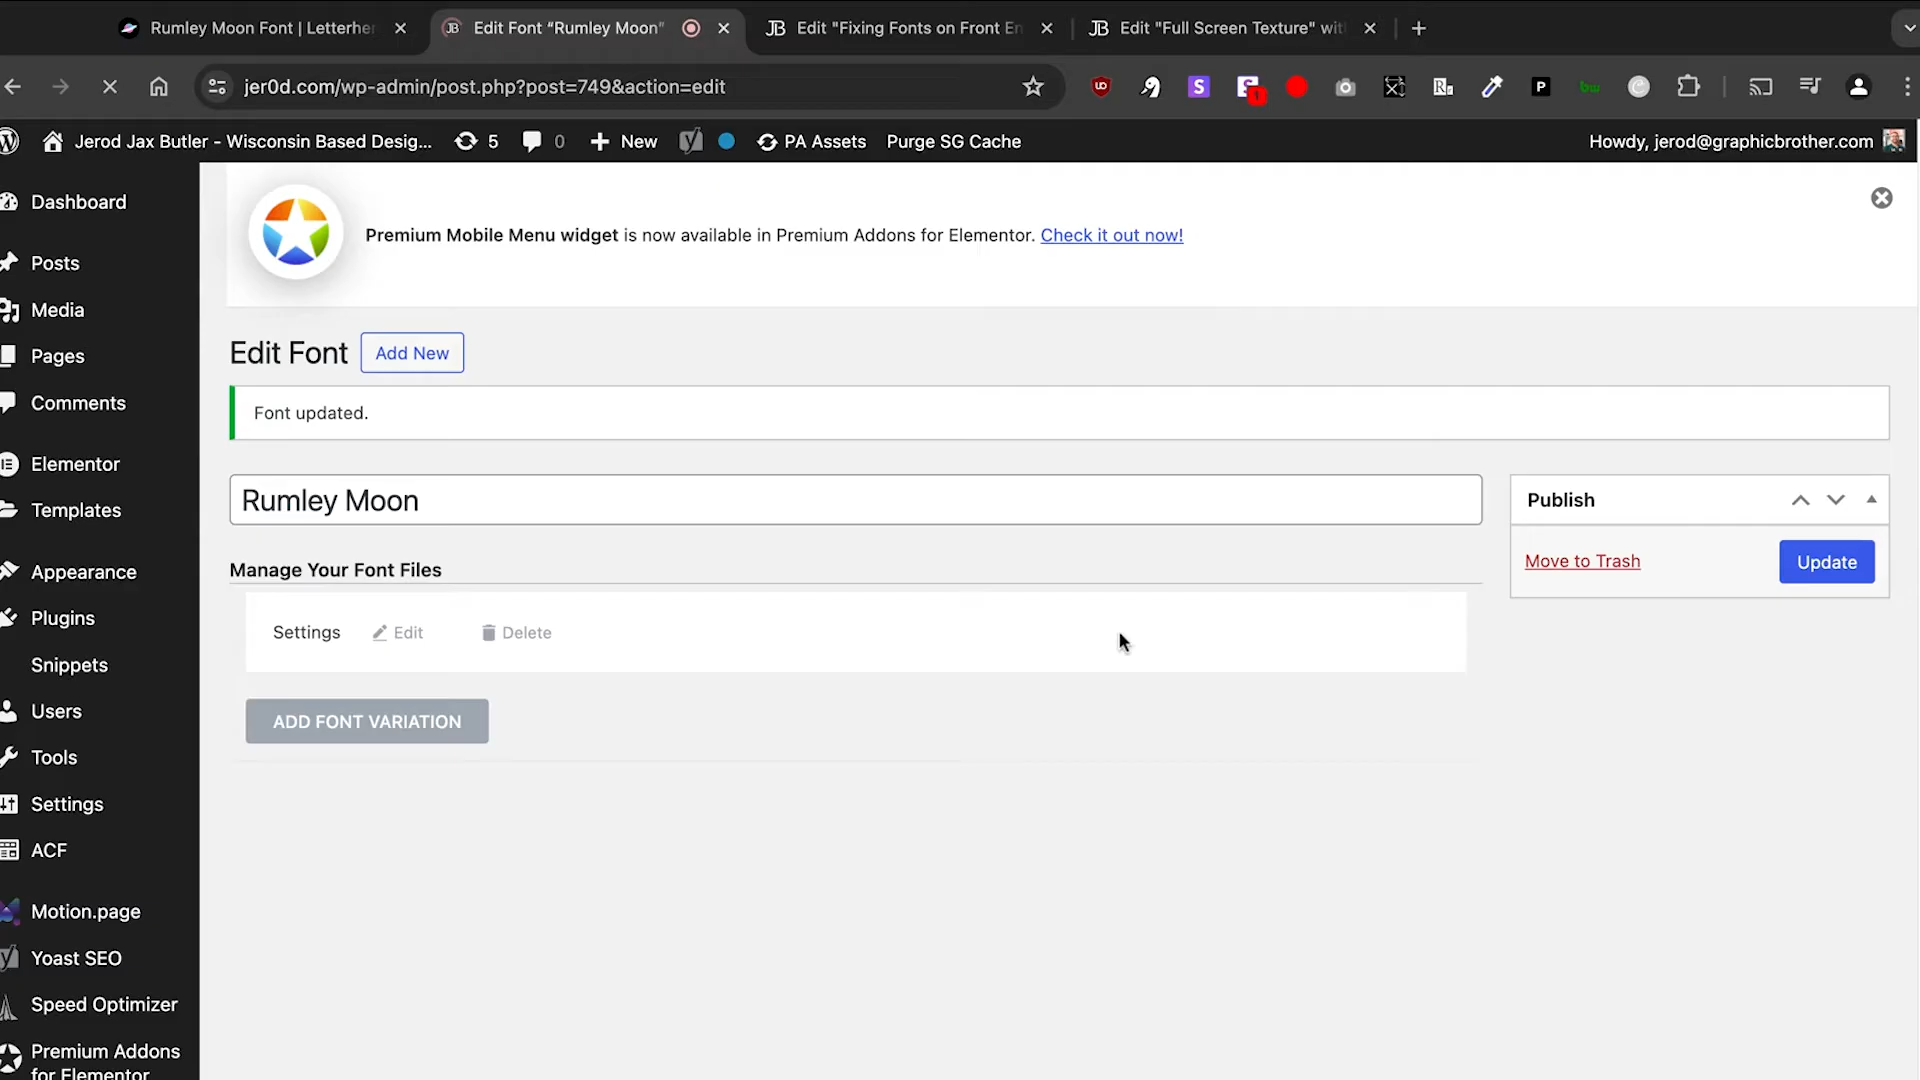 Rumley Moon Font | Letterher
Edit Font “Rumley Moon”
JB Edit "Fixing Fonts on Front En
JB Edit "Full Screen Texture" wit
jer0d.com/wp-admin/post.php?post=749&action=edit
Jerod Jax Butler - Wisconsin Based Desig...
5
0
New
PA Assets
Purge SG Cache
Howdy, jerod@graphicbrother.com
Dashboard
Posts
Media
Pages
Comments
Elementor
Templates
Appearance
Plugins
Snippets
Users
Tools
Settings
ACF
Motion.page
Yoast SEO
Speed Optimizer
Premium Addons
for Elementor
Premium Mobile Menu widget is now available in Premium Addons for Elementor. Check it out now!
Edit Font
Add New
Font updated.
Rumley Moon
Manage Your Font Files
Settings Edit Delete
ADD FONT VARIATION
Publish
Move to Trash
Update